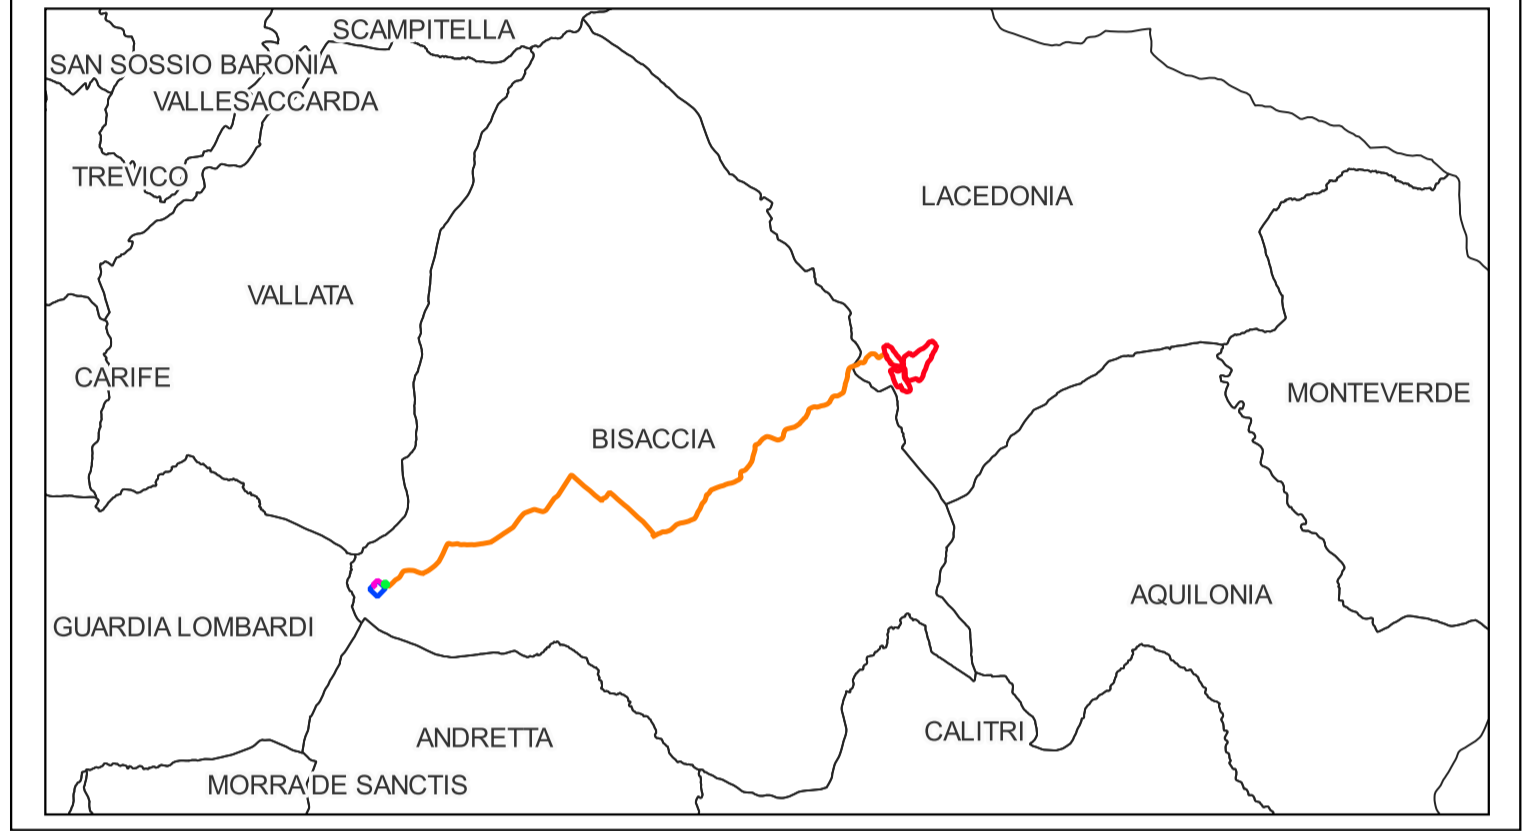 SCAMPITELLA
SAN SOSSIO BARONIA
VALLESACCARDA
TREVICO
LACEDONIA
VALLATA
CARIFE
MONTEVERDE
BISACCIA
AQUILONIA
GUARDIA LOMBARDI
CALITRI
ANDRETTA
MORRA DE SANCTIS